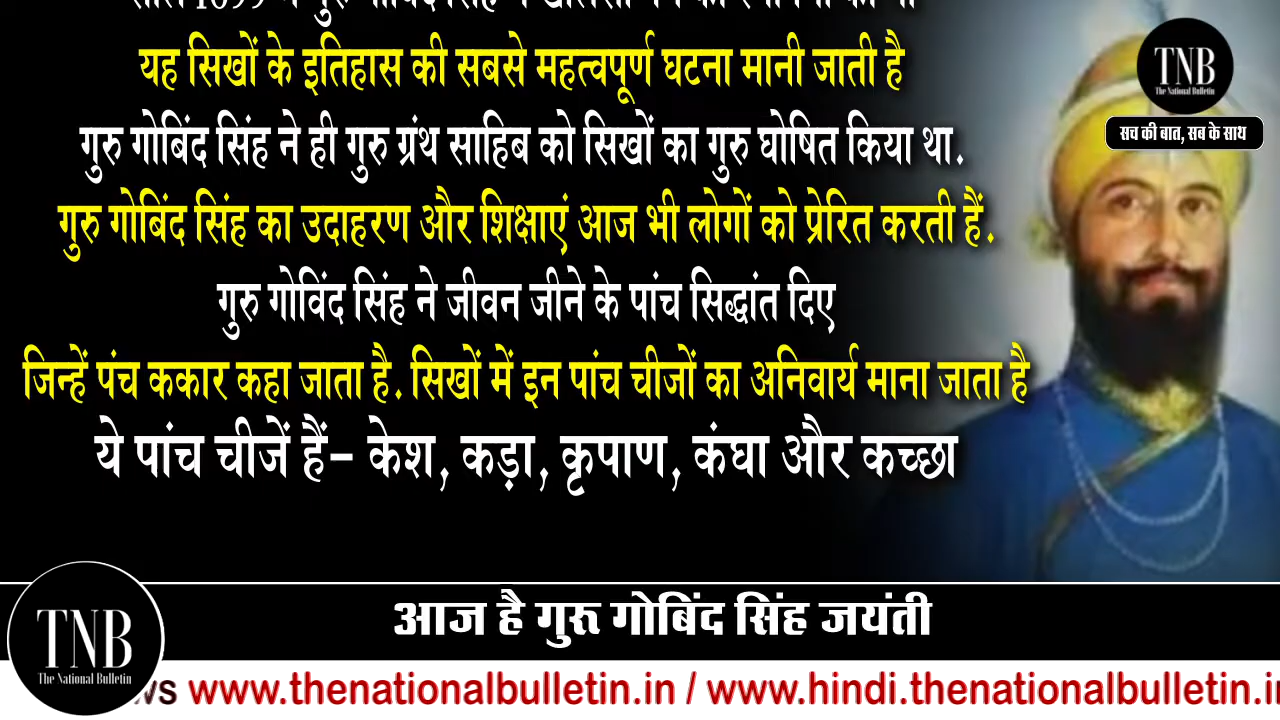 यह सिखों के इतिहास की सबसे महत्वपूर्ण घटना मानी जाती है
गुरु गोबिंद सिंह ने ही गुरु ग्रंथ साहिब को सिखों का गुरु घोषित किया था.
गुरु गोबिंद सिंह का उदाहरण और शिक्षाएं आज भी लोगों को प्रेरित करती हैं.
गुरु गोविंद सिंह ने जीवन जीने के पांच सिद्धांत दिए
जिन्हें पंच ककार कहा जाता है. सिखों में इन पांच चीजों का अनिवार्य माना जाता है
ये पांच चीजें हैं- केश, कड़ा, कृपाण, कंघा और कच्छा
TNB
The National Bulletin
सच की बात, सब के साथ
आज है गुरु गोबिंद सिंह जयंती
TNB
The National Bulletin
www.thenationalbulletin.in / www.hindi.thenationalbulletin.in